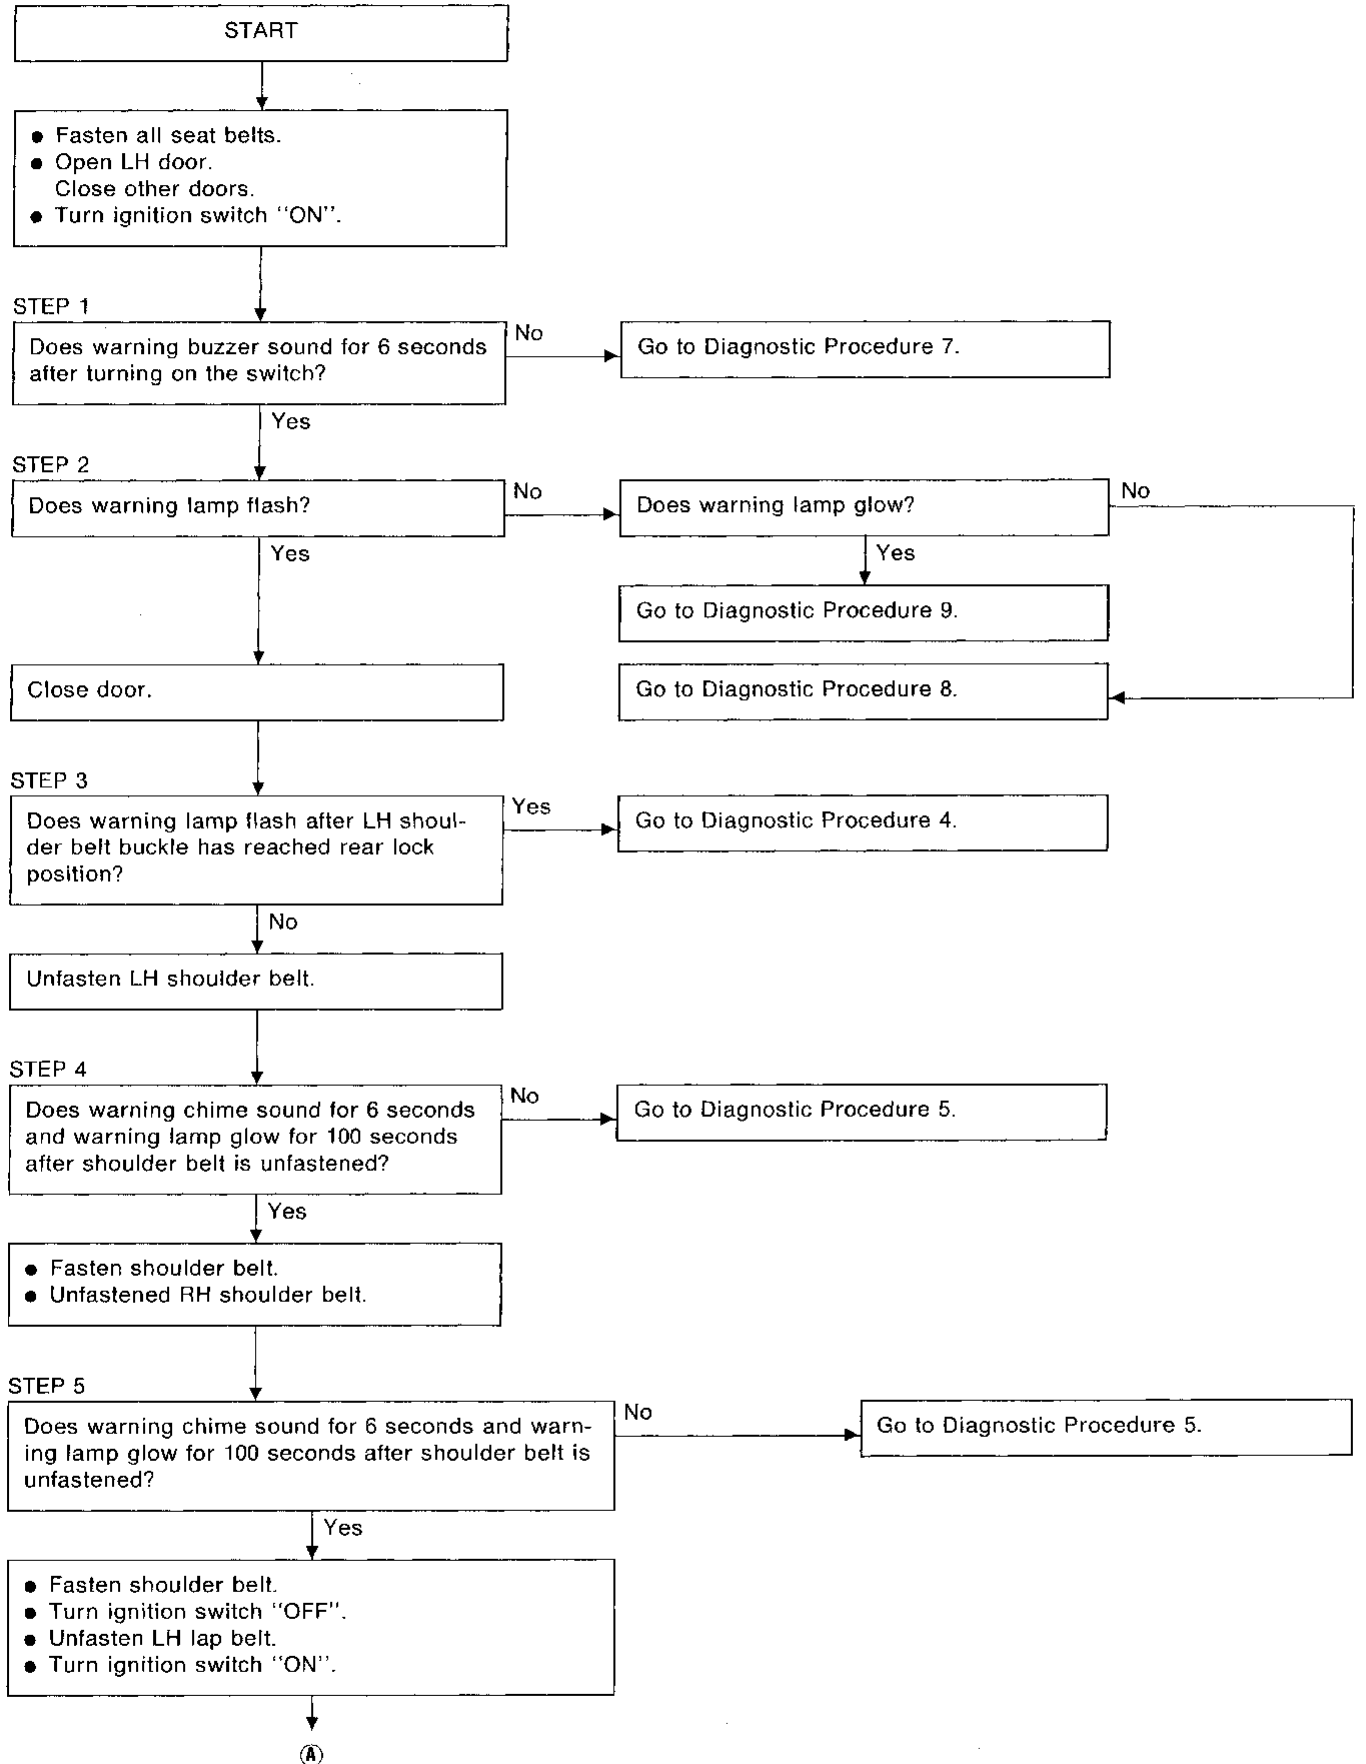 START
● Fasten all seat belts.
● Open LH door.
Close other doors.
● Turn ignition switch "ON".
STEP 1
Does warning buzzer sound for 6 seconds
after turning on the switch?
No
Go to Diagnostic Procedure 7.
Yes
STEP 2
Does warning lamp flash?
No
Does warning lamp glow?
No
Yes
Yes
Go to Diagnostic Procedure 9.
Close door.
Go to Diagnostic Procedure 8.
STEP 3
Does warning lamp flash after LH shoul-
der belt buckle has reached rear lock
position?
Yes
Go to Diagnostic Procedure 4.
No
Unfasten LH shoulder belt.
STEP 4
Does warning chime sound for 6 seconds
and warning lamp glow for 100 seconds
after shoulder belt is unfastened?
No
Go to Diagnostic Procedure 5.
Yes
● Fasten shoulder belt.
● Unfastened RH shoulder belt.
STEP 5
Does warning chime sound for 6 seconds and warn-
ing lamp glow for 100 seconds after shoulder belt is
unfastened?
No
Go to Diagnostic Procedure 5.
Yes
● Fasten shoulder belt.
● Turn ignition switch "OFF".
● Unfasten LH lap belt.
● Turn ignition switch "ON".
Ⓐ